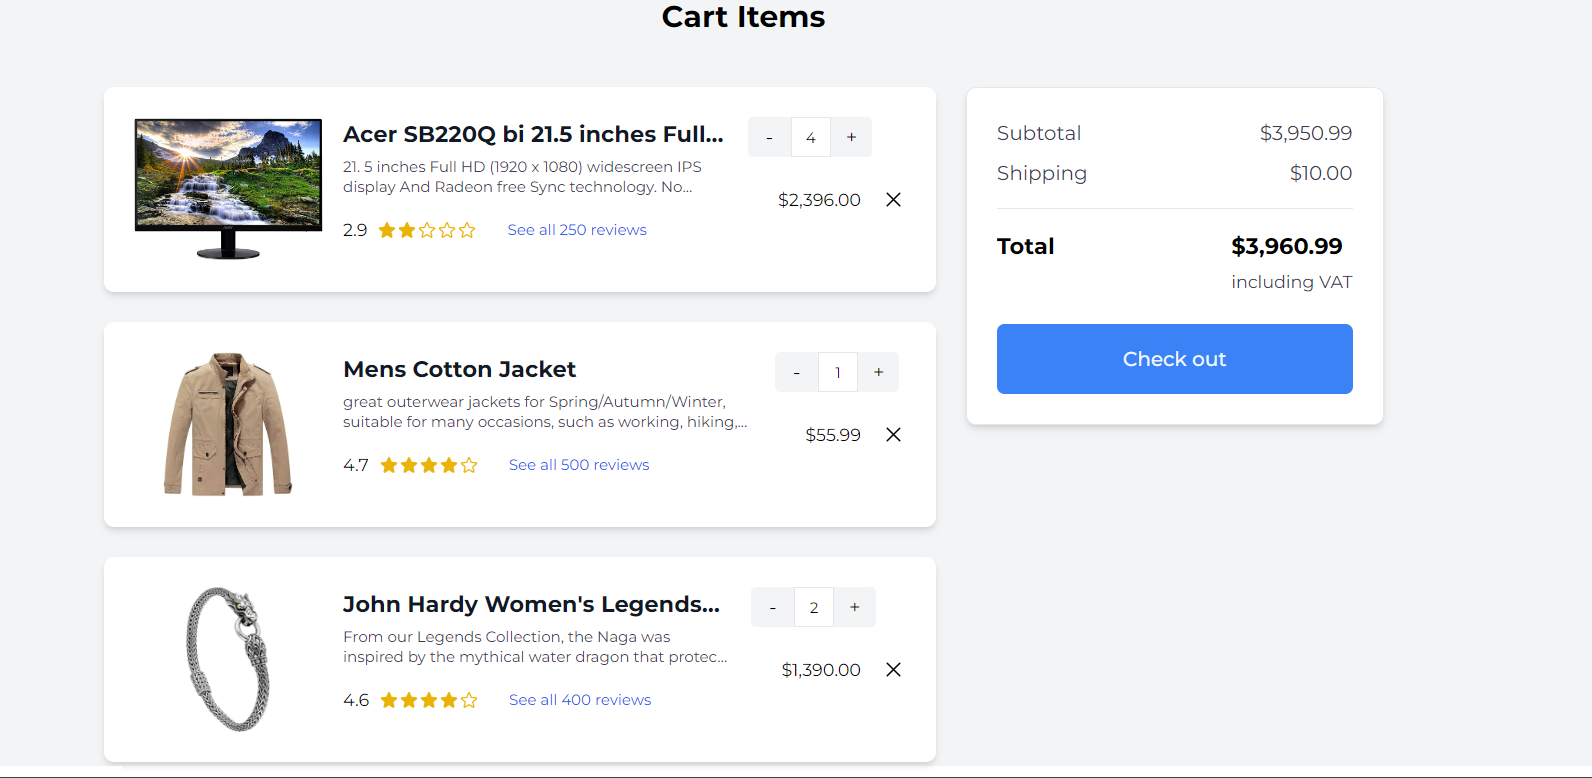 Cart Items
Acer SB220Q bi 21.5 inches Full...
21. 5 inches Full HD (1920 x 1080) widescreen IPS
display And Radeon free Sync technology. No...
2.9 See all 250 reviews
- 4 +
$2,396.00
Mens Cotton Jacket
great outerwear jackets for Spring/Autumn/Winter,
suitable for many occasions, such as working, hiking,...
4.7 See all 500 reviews
- 1 +
$55.99
John Hardy Women's Legends...
From our Legends Collection, the Naga was
inspired by the mythical water dragon that protec...
4.6 See all 400 reviews
- 2 +
$1,390.00
Subtotal $3,950.99
Shipping $10.00
Total $3,960.99
including VAT
Check out